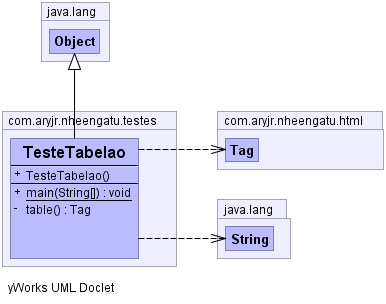 java.lang
Object
com.aryjr.nheengatu.testes
TesteTabelao
+ TesteTabelao()
+ main(String[]) : void
- table() : Tag
com.aryjr.nheengatu.html
Tag
java.lang
String
yWorks UML Doclet